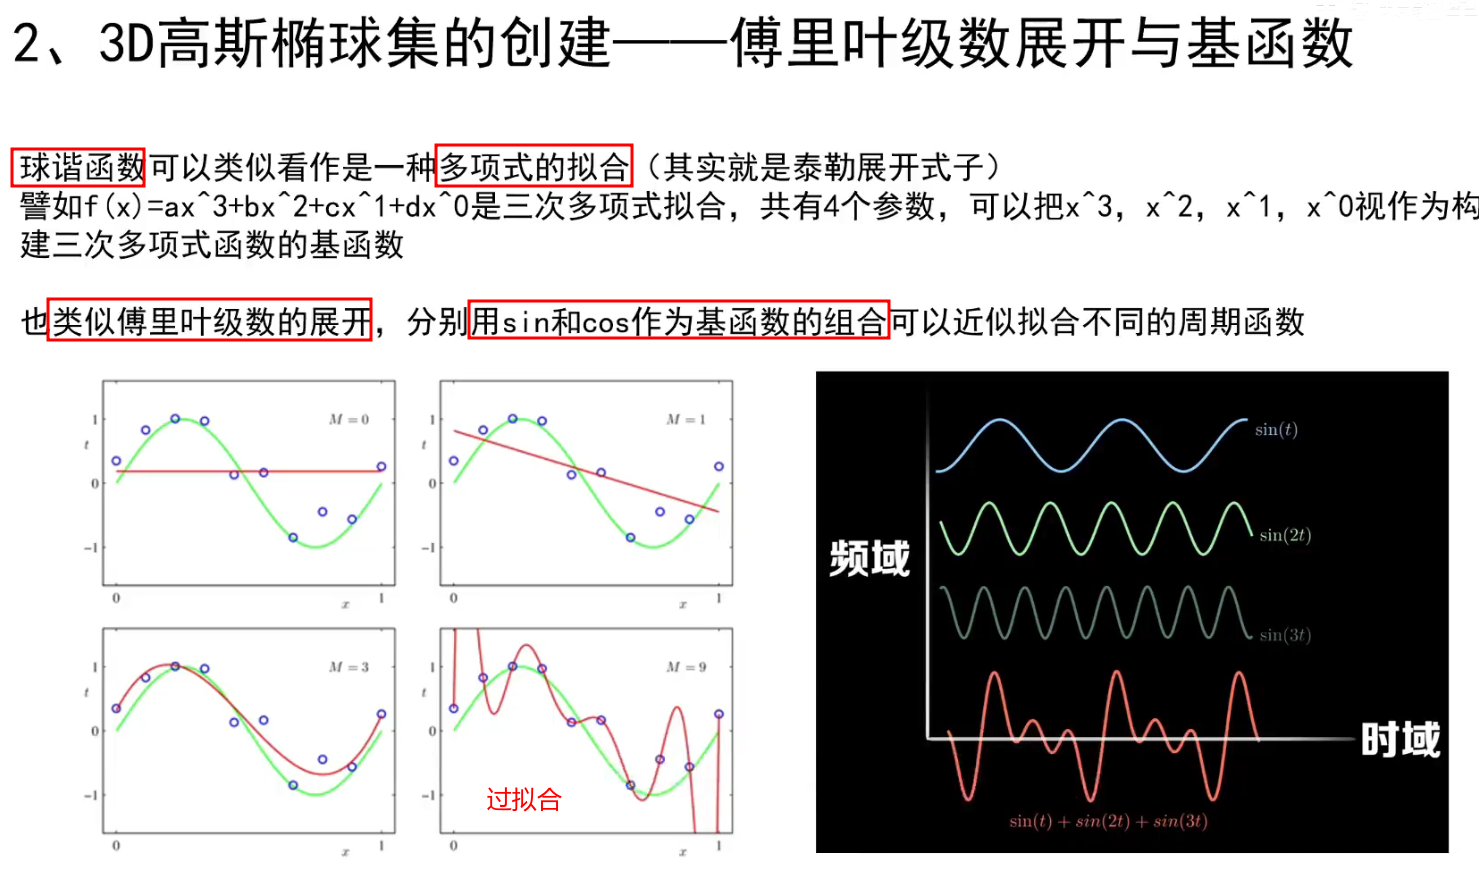 2、3D高斯椭球集的创建——傅里叶级数展开与基函数
球谐函数可以类似看作是一种多项式的拟合（其实就是泰勒展开式子）
譬如f(x)=ax^3+bx^2+cx^1+dx^0是三次多项式拟合，共有4个参数，可以把x^3，x^2，x^1，x^0视作为构
建三次多项式函数的基函数
也类似傅里叶级数的展开，分别用sin和cos作为基函数的组合可以近似拟合不同的周期函数
M = 0
1
t
0
−1
0
x
1
M = 1
1
t
0
−1
0
x
1
M = 3
1
t
0
−1
0
x
1
M = 9
1
t
0
−1
过拟合
0
x
1
sin(t)
sin(2t)
频域
sin(3t)
时域
sin(t) + sin(2t) + sin(3t)